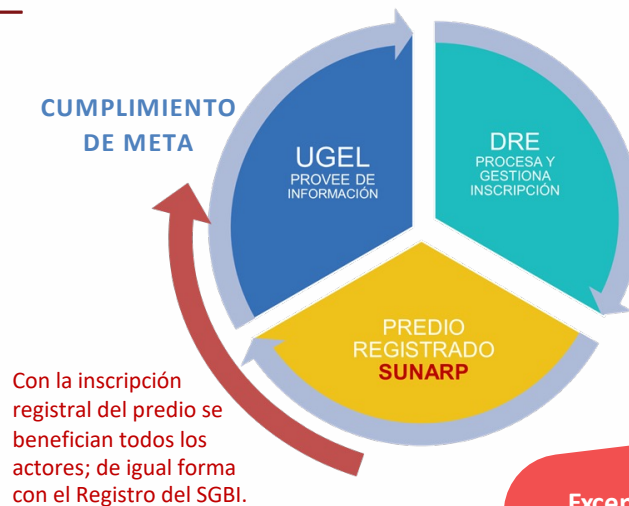 CUMPLIMIENTO
DE META
UGEL
PROVEE DE
INFORMACIÓN
DRE
PROCESA Y
GESTIONA
INSCRIPCIÓN
PREDIO
REGISTRADO
SUNARP
Con la inscripción
registral del predio se
benefician todos los
actores; de igual forma
con el Registro del SGBI.